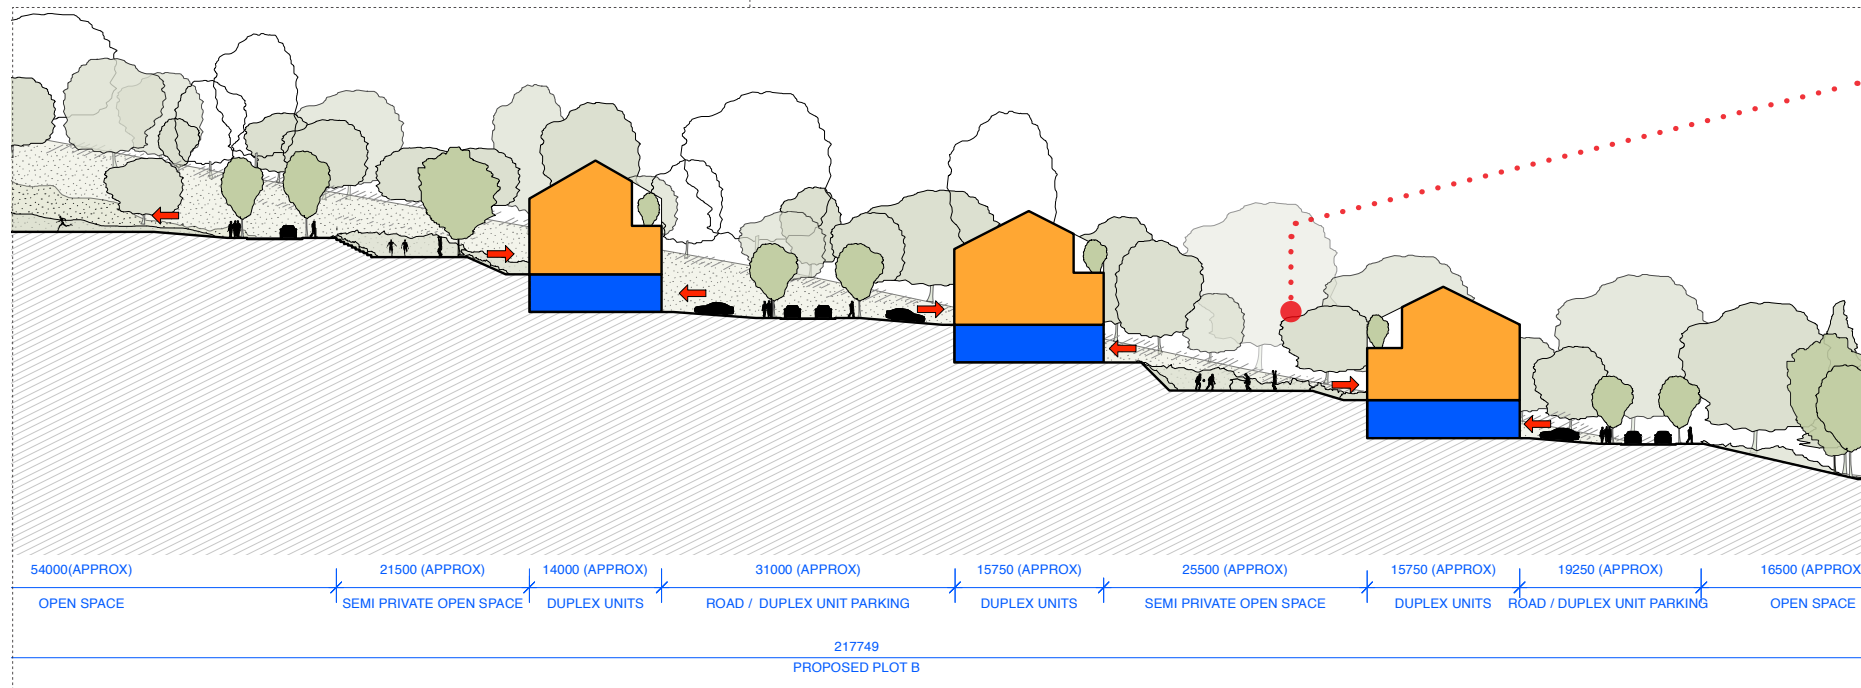 54000(APPROX) 21500 (APPROX) 14000 (APPROX) 31000 (APPROX) 15750 (APPROX) 25500 (APPROX) 15750 (APPROX) 19250 (APPROX) 16500 (APPROX
OPEN SPACE SEMI PRIVATE OPEN SPACE DUPLEX UNITS ROAD / DUPLEX UNIT PARKING DUPLEX UNITS SEMI PRIVATE OPEN SPACE DUPLEX UNITS ROAD / DUPLEX UNIT PARKING OPEN SPACE
217749
PROPOSED PLOT B